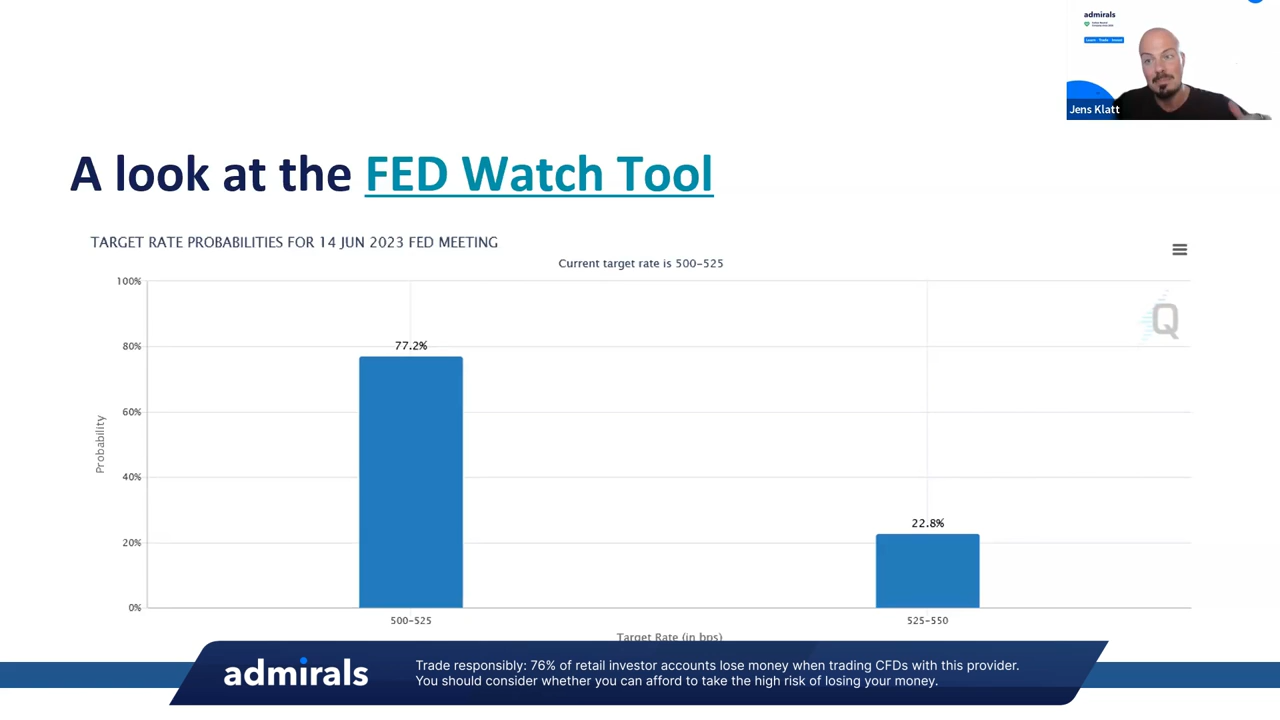 admirals
Jens Klatt
A look at the FED Watch Tool
TARGET RATE PROBABILITIES FOR 14 JUN 2023 FED MEETING
Current target rate is 500–525
100%
80%
60%
40%
20%
0%
Probability
77.2%
22.8%
Q
500–525
525–550
Target Rate (in bps)
admirals
Trade responsibly: 76% of retail investor accounts lose money when trading CFDs with this provider.
You should consider whether you can afford to take the high risk of losing your money.